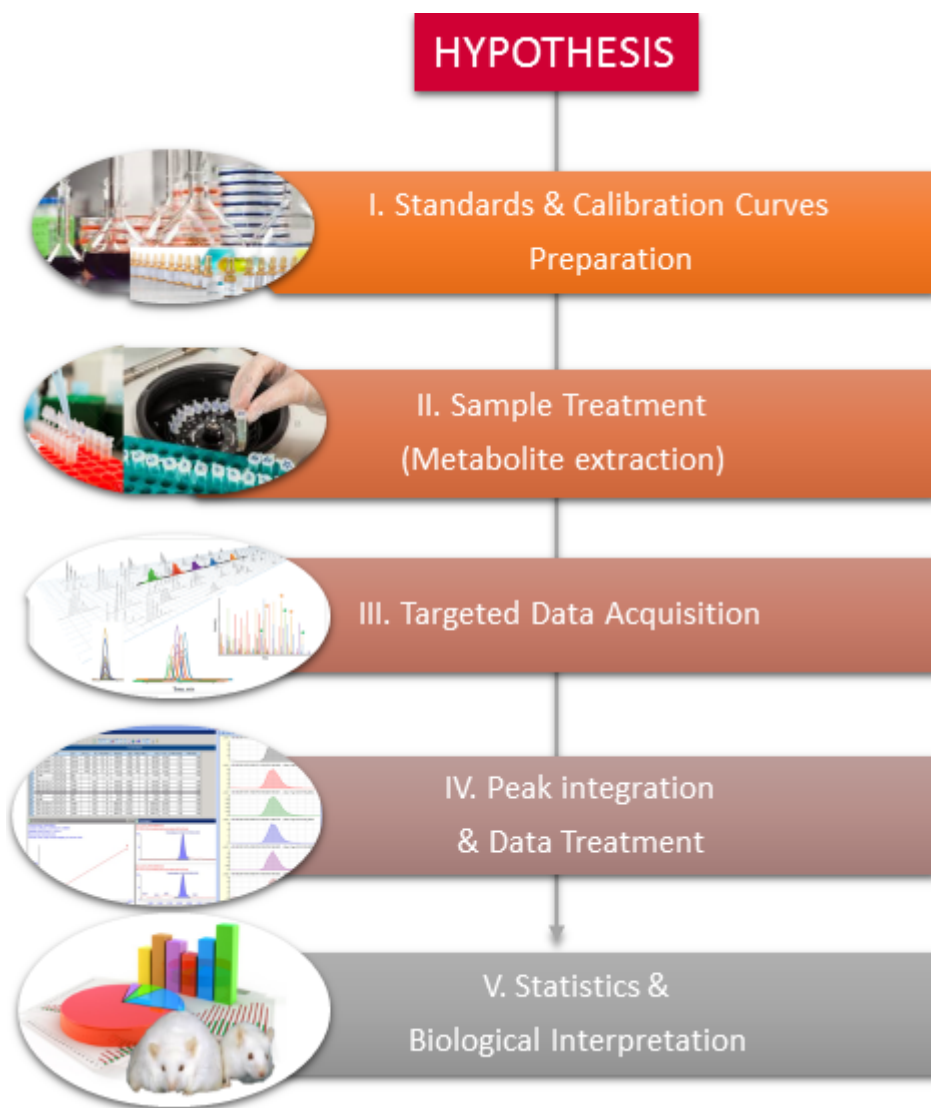 HYPOTHESIS
I. Standards & Calibration Curves
Preparation
II. Sample Treatment
(Metabolite extraction)
III. Targeted Data Acquisition
IV. Peak integration
& Data Treatment
V. Statistics &
Biological Interpretation